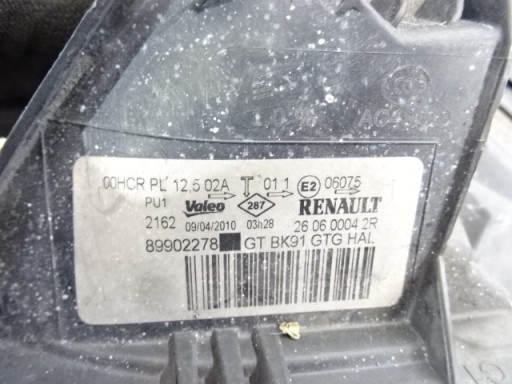 00HCR PL 12,5 02A T 01 1 E2 06075
PU1 Valeo 287 RENAULT
2162 09/04/2010 03h28 26 06 0004 2R
89902278 GT BK91 GTG HAL